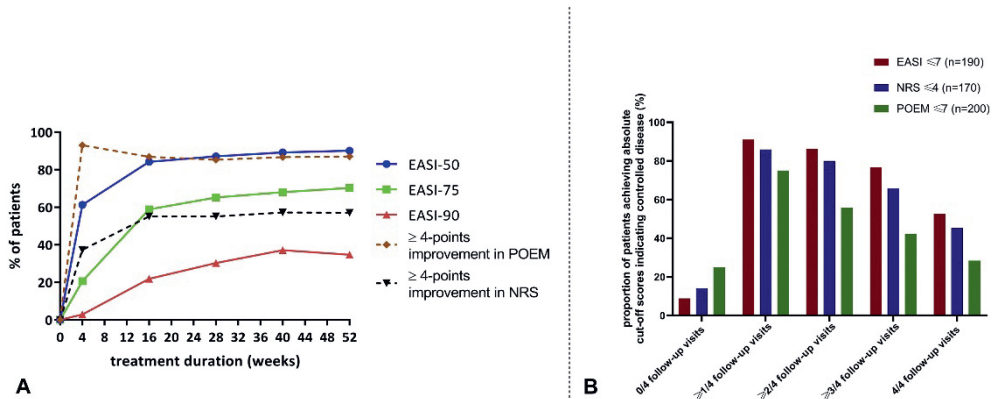 100
80
60
40
20
0
% of patients
0 4 8 12 16 20 24 28 32 36 40 44 48 52
treatment duration (weeks)
EASI-50
EASI-75
EASI-90
≥ 4-points
improvement in POEM
≥ 4-points
improvement in NRS
A
EASI ⩽7 (n=190)
NRS ⩽4 (n=170)
POEM ⩽7 (n=200)
proportion of patients achieving absolute
cut-off scores indicating controlled disease (%)
100
80
60
40
20
0
0/4 follow-up visits
⩾1/4 follow-up visits
⩾2/4 follow-up visits
⩾3/4 follow-up visits
4/4 follow-up visits
B